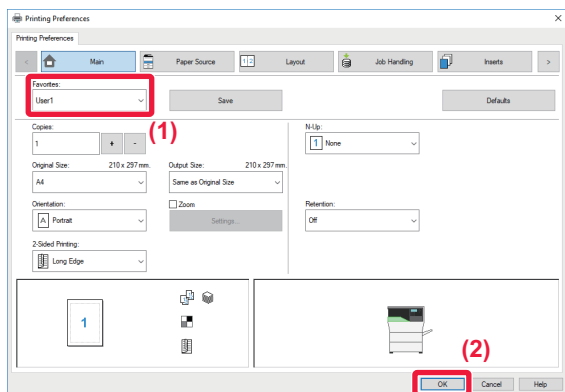 Printing Preferences
Printing Preferences
Main Paper Source Layout Job Handling Inserts
Favorites:
User1 Save Defaults
(1)
Copies: N-Up:
1 + - 1 None
Original Size: 210 x 297 mm. Output Size: 210 x 297 mm.
A4 Same as Original Size
Orientation: Zoom Retention:
A Portrait Settings... Off
2-Sided Printing:
Long Edge
1
(2)
OK Cancel Help